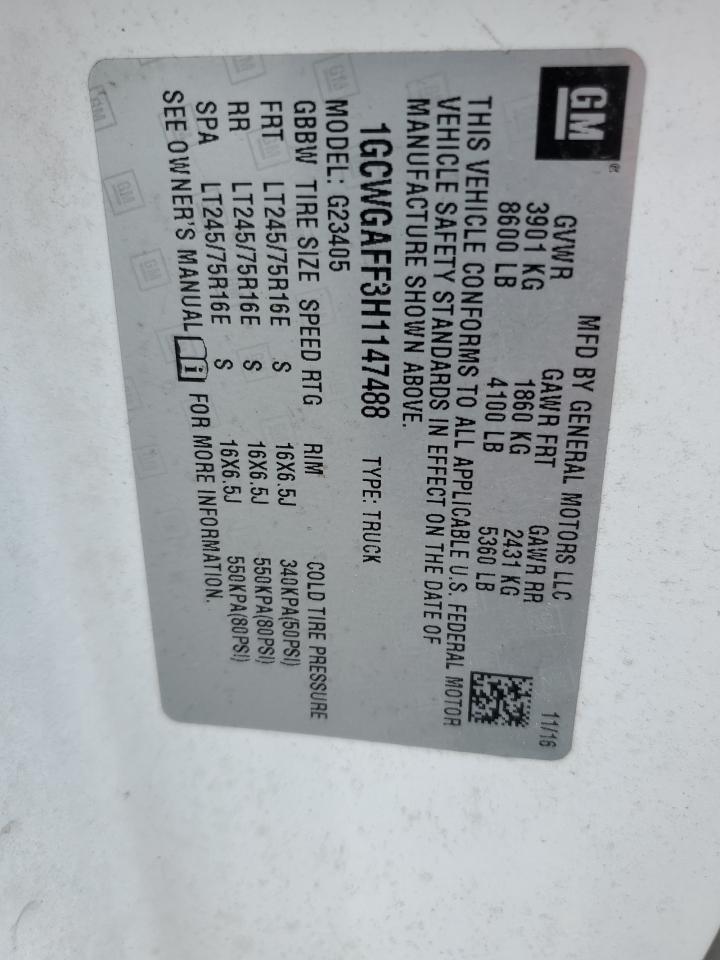 GM
MFD BY GENERAL MOTORS LLC 11/16
GVWR GAWR FRT GAWR RR
3901 KG 1860 KG 2431 KG
8600 LB 4100 LB 5360 LB
THIS VEHICLE CONFORMS TO ALL APPLICABLE U.S. FEDERAL MOTOR
VEHICLE SAFETY STANDARDS IN EFFECT ON THE DATE OF
MANUFACTURE SHOWN ABOVE.
1GCWGAFF3H1147488 TYPE: TRUCK
MODEL: G23405
GBBW TIRE SIZE SPEED RTG RIM COLD TIRE PRESSURE
FRT LT245/75R16E S 16X6.5J 340KPA(50PSI)
RR LT245/75R16E S 16X6.5J 550KPA(80PSI)
SPA LT245/75R16E S 16X6.5J 550KPA(80PSI)
SEE OWNER'S MANUAL FOR MORE INFORMATION.